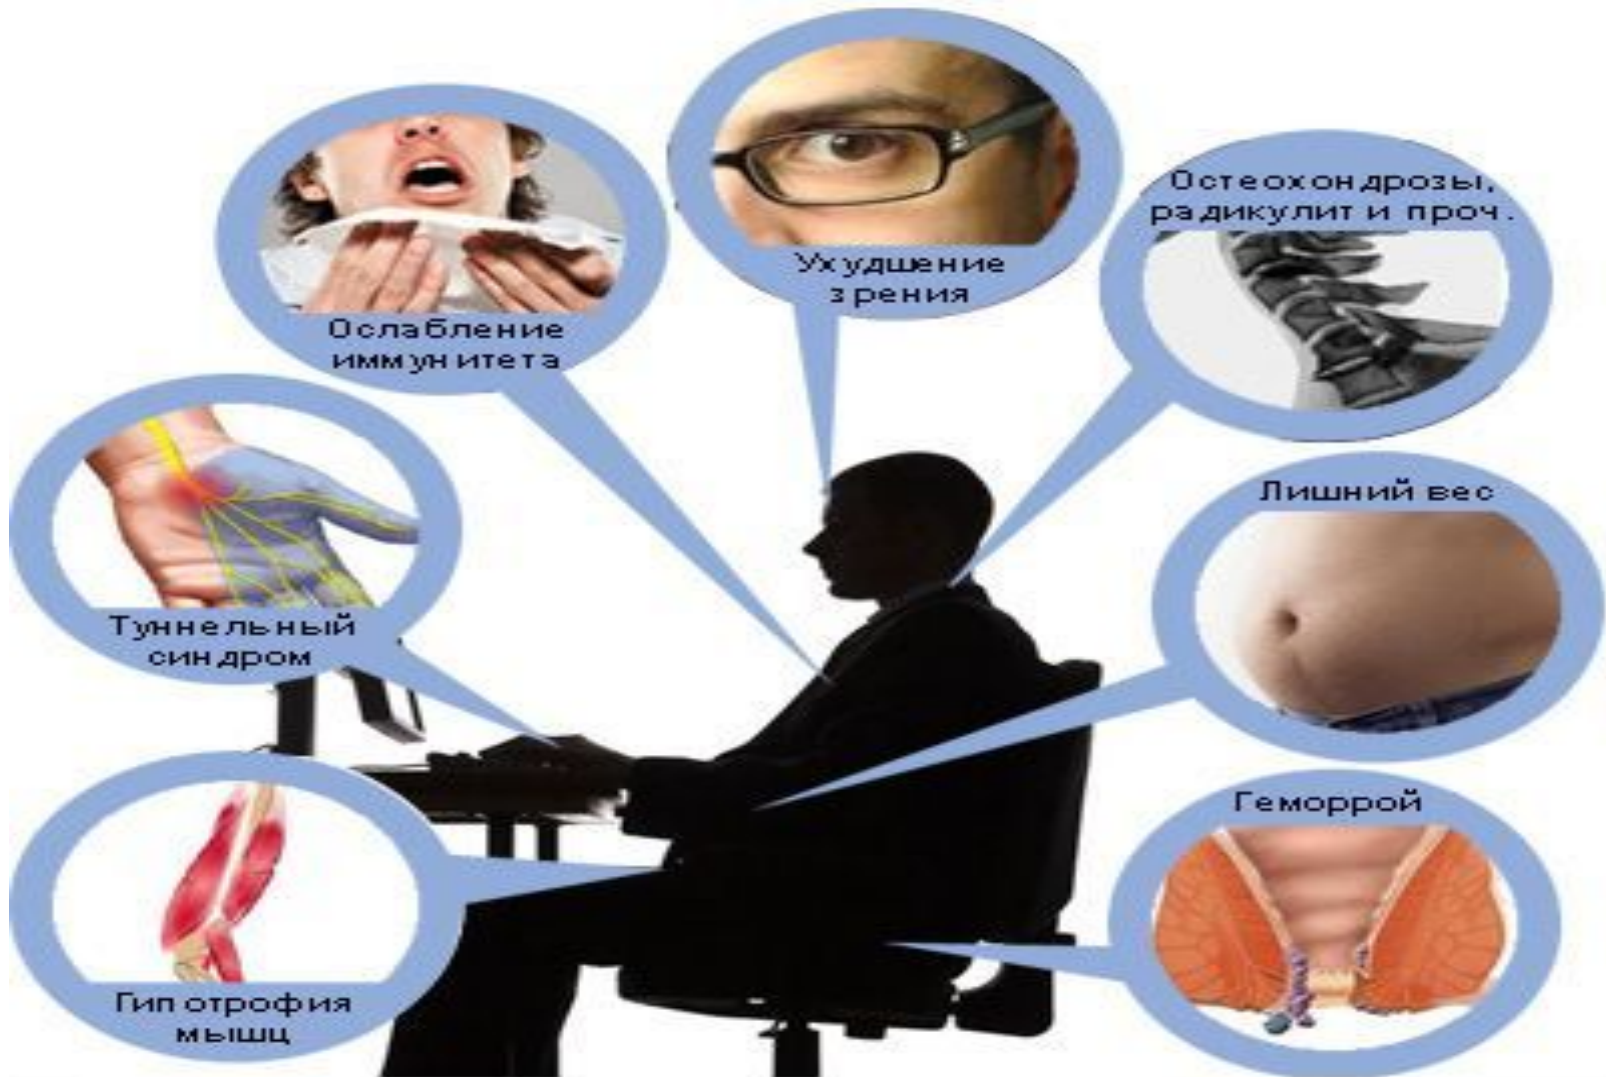 Ухудшение
зрения
Остеохондрозы,
радикулит и проч.
Ослабление
иммунитета
Лишний вес
Туннельный
синдром
Геморрой
Гипотрофия
мышц